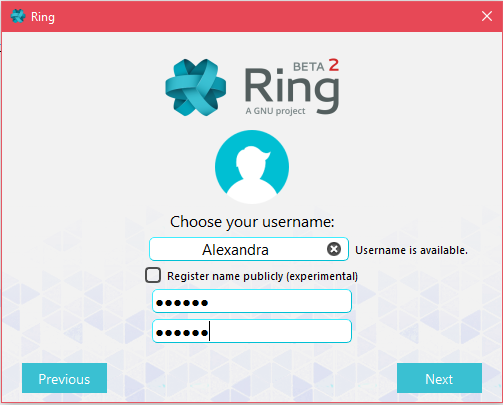 Ring
BETA 2
Ring
A GNU project
Choose your username:
Alexandra
Username is available.
Register name publicly (experimental)
●●●●●●
●●●●●●
Previous
Next